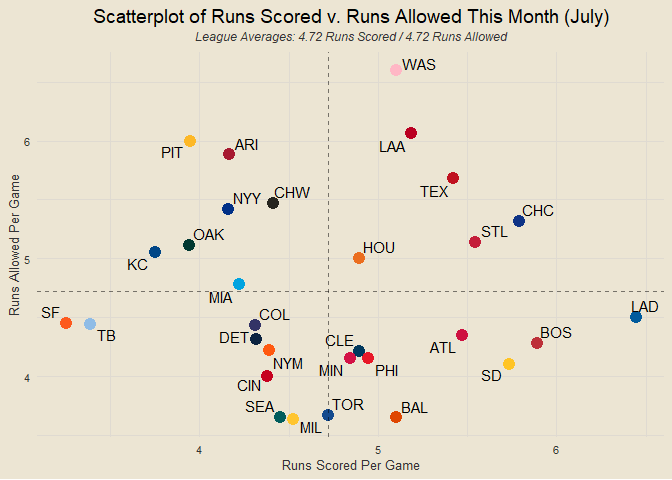 Scatterplot of Runs Scored v. Runs Allowed This Month (July)
League Averages: 4.72 Runs Scored / 4.72 Runs Allowed
WAS
LAA
PIT
ARI
TEX
NYY
CHW
CHC
OAK
STL
KC
HOU
MIA
SF
TB
COL
DET
NYM
CIN
CLE
MIN
PHI
ATL
LAD
BOS
SD
SEA
MIL
TOR
BAL
6
5
4
Runs Allowed Per Game
4
5
6
Runs Scored Per Game